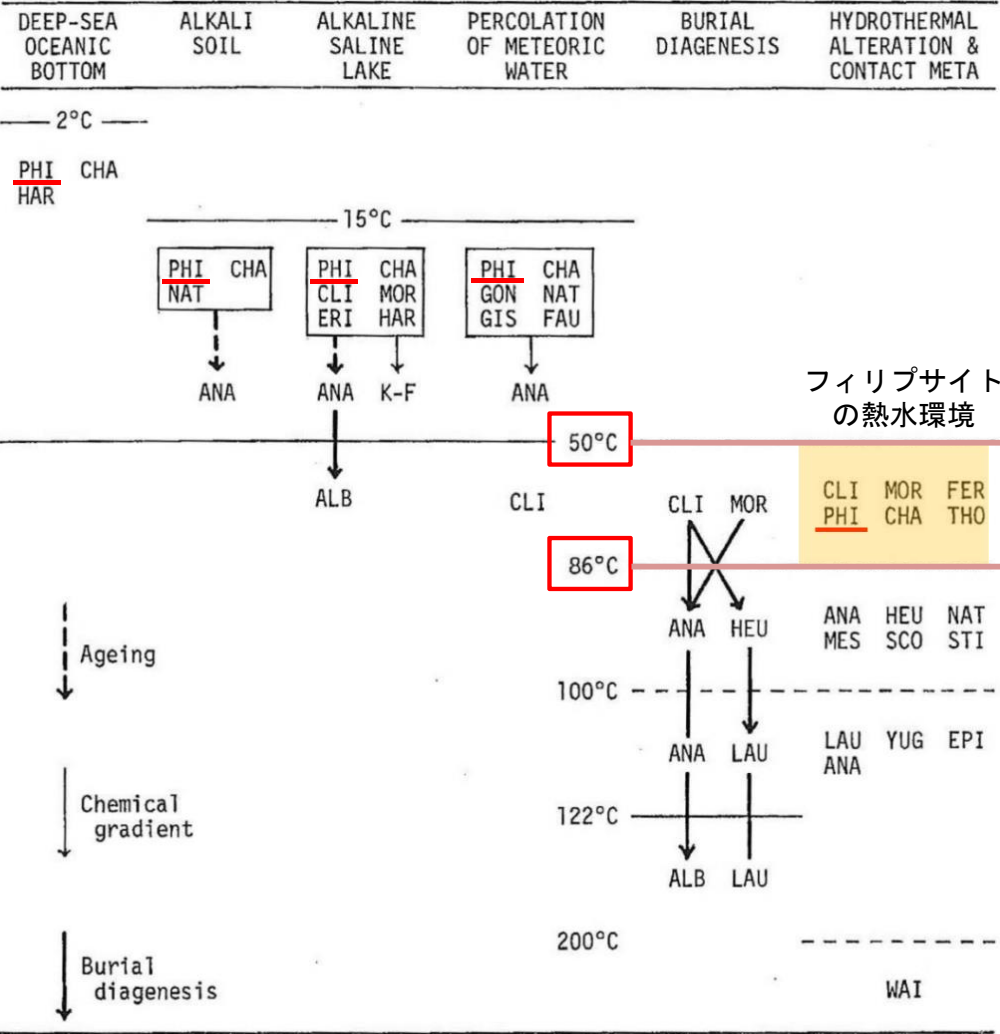 DEEP-SEA OCEANIC BOTTOM
ALKALI SOIL
ALKALINE SALINE LAKE
PERCOLATION OF METEORIC WATER
BURIAL DIAGENESIS
HYDROTHERMAL ALTERATION & CONTACT META
2°C
PHI CHA
HAR
15°C
PHI CHA
NAT
PHI CHA
CLI MOR
ERI HAR
PHI CHA
GON NAT
GIS FAU
ANA
ANA K-F
ANA
フィリプサイト
の熱水環境
50°C
ALB
CLI
CLI MOR
CLI MOR FER
PHI CHA THO
86°C
ANA HEU
ANA HEU NAT
MES SCO STI
Ageing
100°C
ANA LAU
LAU YUG EPI
ANA
Chemical
gradient
122°C
ALB LAU
200°C
Burial
diagenesis
WAI